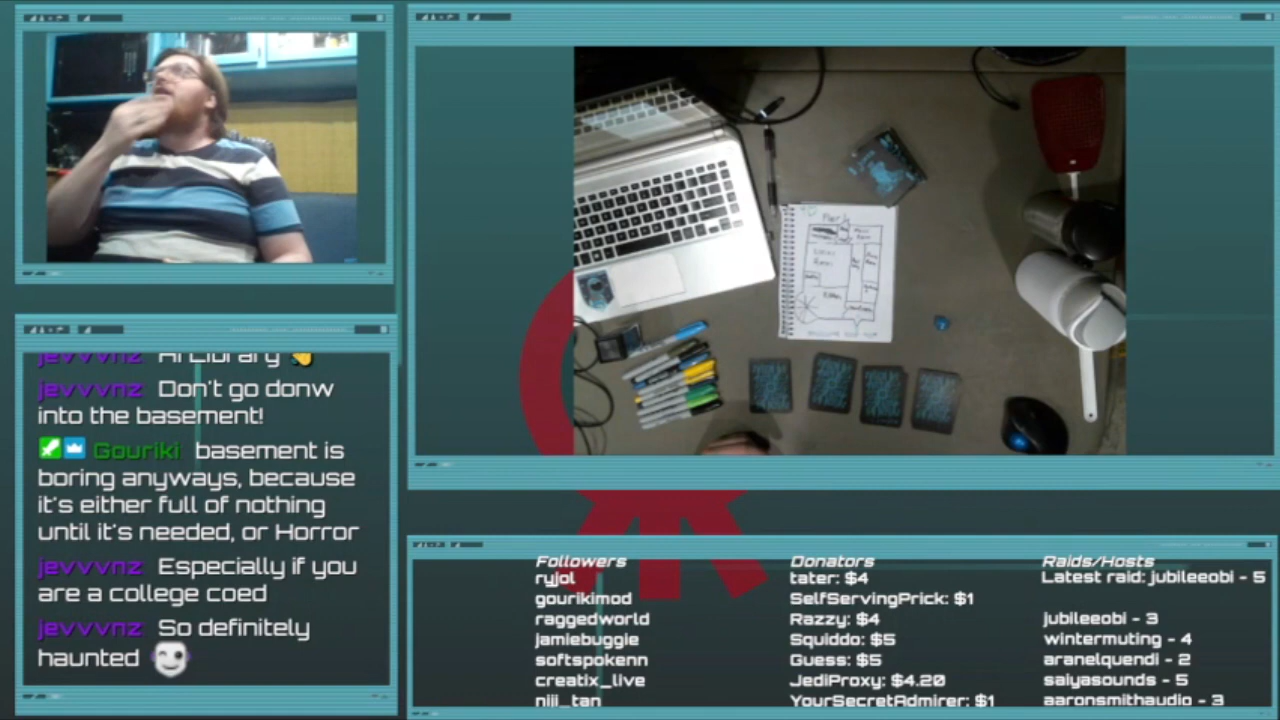 jevvvnz Hi Library
jevvvnz Don't go donw
into the basement!
Gouriki basement is
boring anyways, because
it's either full of nothing
until it's needed, or Horror
jevvvnz Especially if you
are a college coed
jevvvnz So definitely
haunted
Followers
ryjol
gourikimod
raggedworld
jamiebuggie
softspokenn
creatix_live
niji_tan
Donators
tater: $4
SelfServingPrick: $1
Razzy: $4
Squiddo: $5
Guess: $5
JediProxy: $4.20
YourSecretAdmirer: $1
Raids/Hosts
Latest raid: jubileeobi - 5
jubileeobi - 3
wintermuting - 4
aranelquendi - 2
saiyasounds - 5
aaronsmithaudio - 3